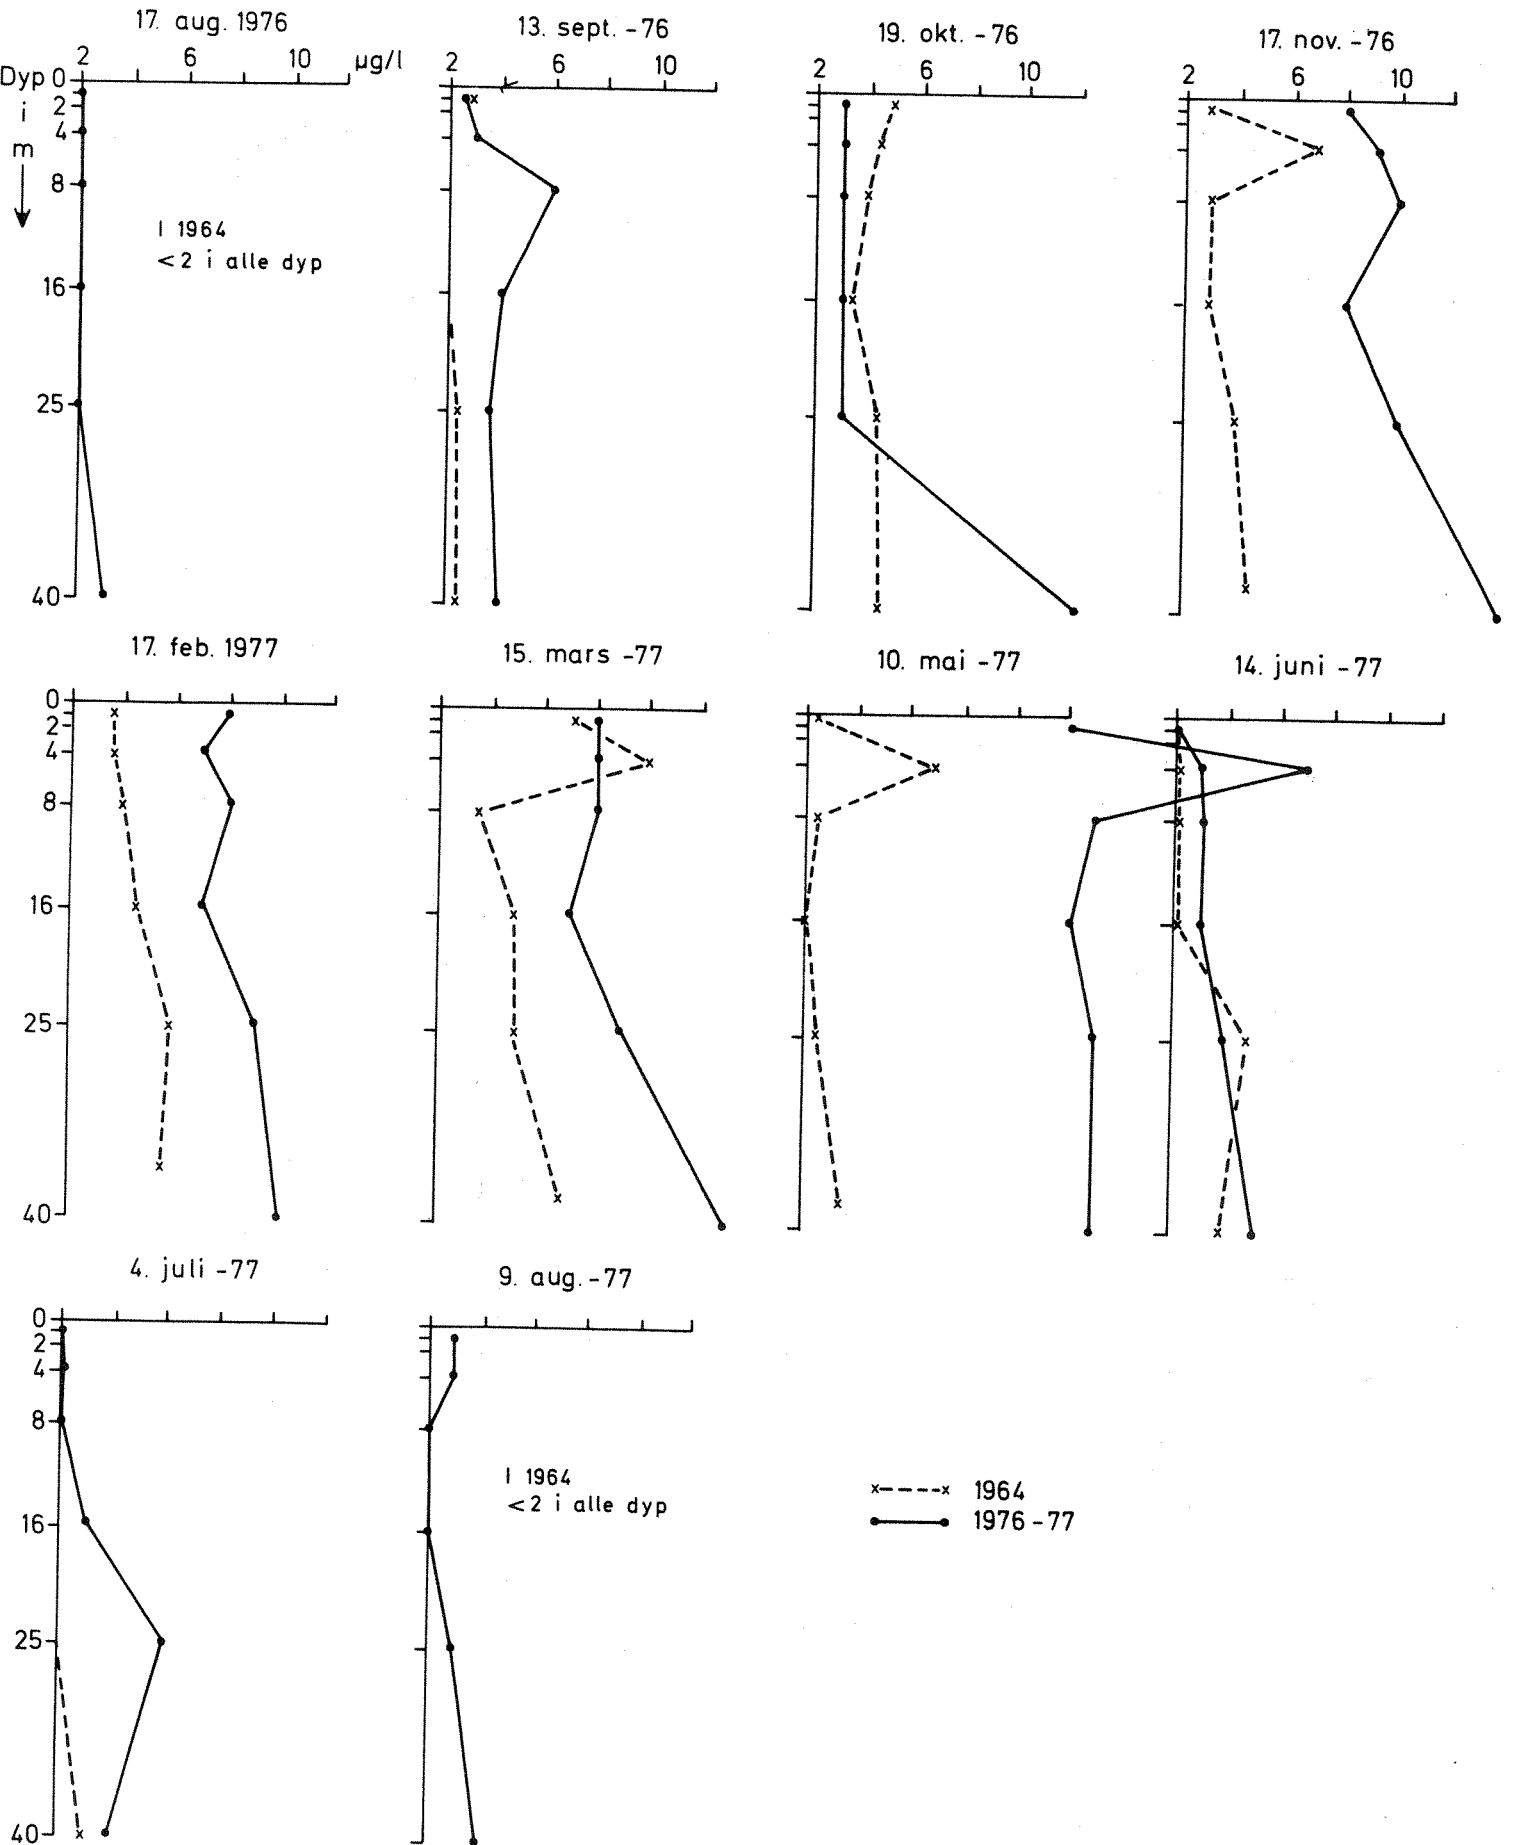 17. aug. 1976
13. sept. -76
19. okt. -76
17. nov. -76
2 6 10 µg/l
2 6 10
2 6 10
2 6 10
Dyp 0
i
m
2
4
8
16
25
40
I 1964
<2 i alle dyp
17. feb. 1977
15. mars -77
10. mai -77
14. juni -77
0
2
4
8
16
25
40
4. juli -77
9. aug. -77
0
2
4
8
16
25
40
I 1964
<2 i alle dyp
1964
1976-77